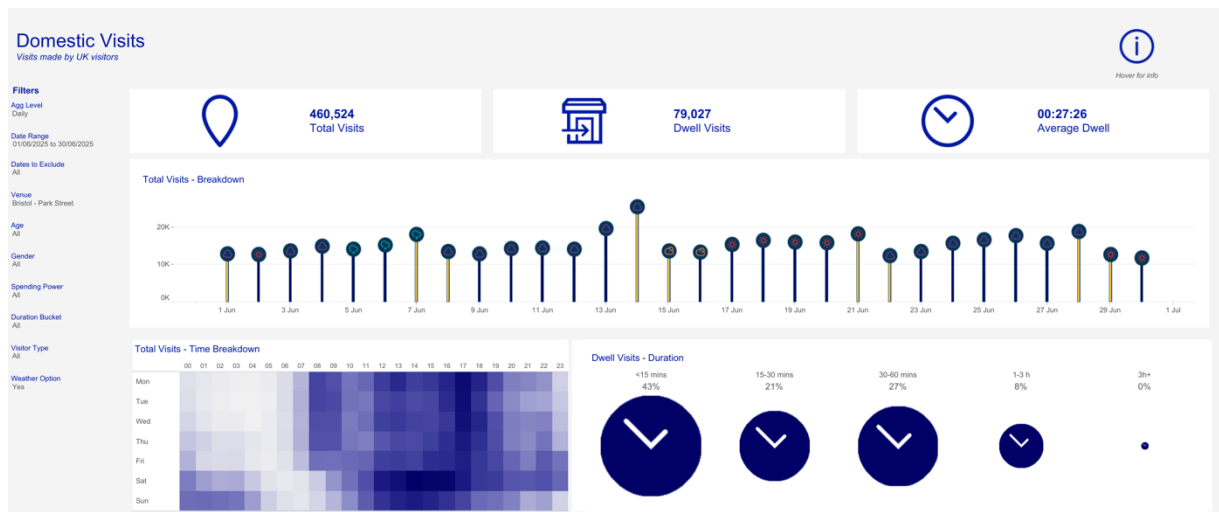 Domestic Visits
Visits made by UK visitors
Hover for info
Filters
Agg Level
Daily
Date Range
01/06/2025 to 30/06/2025
Dates to Exclude
All
Venue
Bristol - Park Street
Age
All
Gender
All
Spending Power
All
Duration Bucket
All
Visitor Type
All
Weather Option
Yes
460,524
Total Visits
79,027
Dwell Visits
00:27:26
Average Dwell
Total Visits - Breakdown
20K
10K
0K
1 Jun 3 Jun 5 Jun 7 Jun 9 Jun 11 Jun 13 Jun 15 Jun 17 Jun 19 Jun 21 Jun 23 Jun 25 Jun 27 Jun 29 Jun 1 Jul
Total Visits - Time Breakdown
00 01 02 03 04 05 06 07 08 09 10 11 12 13 14 15 16 17 18 19 20 21 22 23
Mon
Tue
Wed
Thu
Fri
Sat
Sun
Dwell Visits - Duration
<15 mins 15-30 mins 30-60 mins 1-3 h 3h+
43% 21% 27% 8% 0%